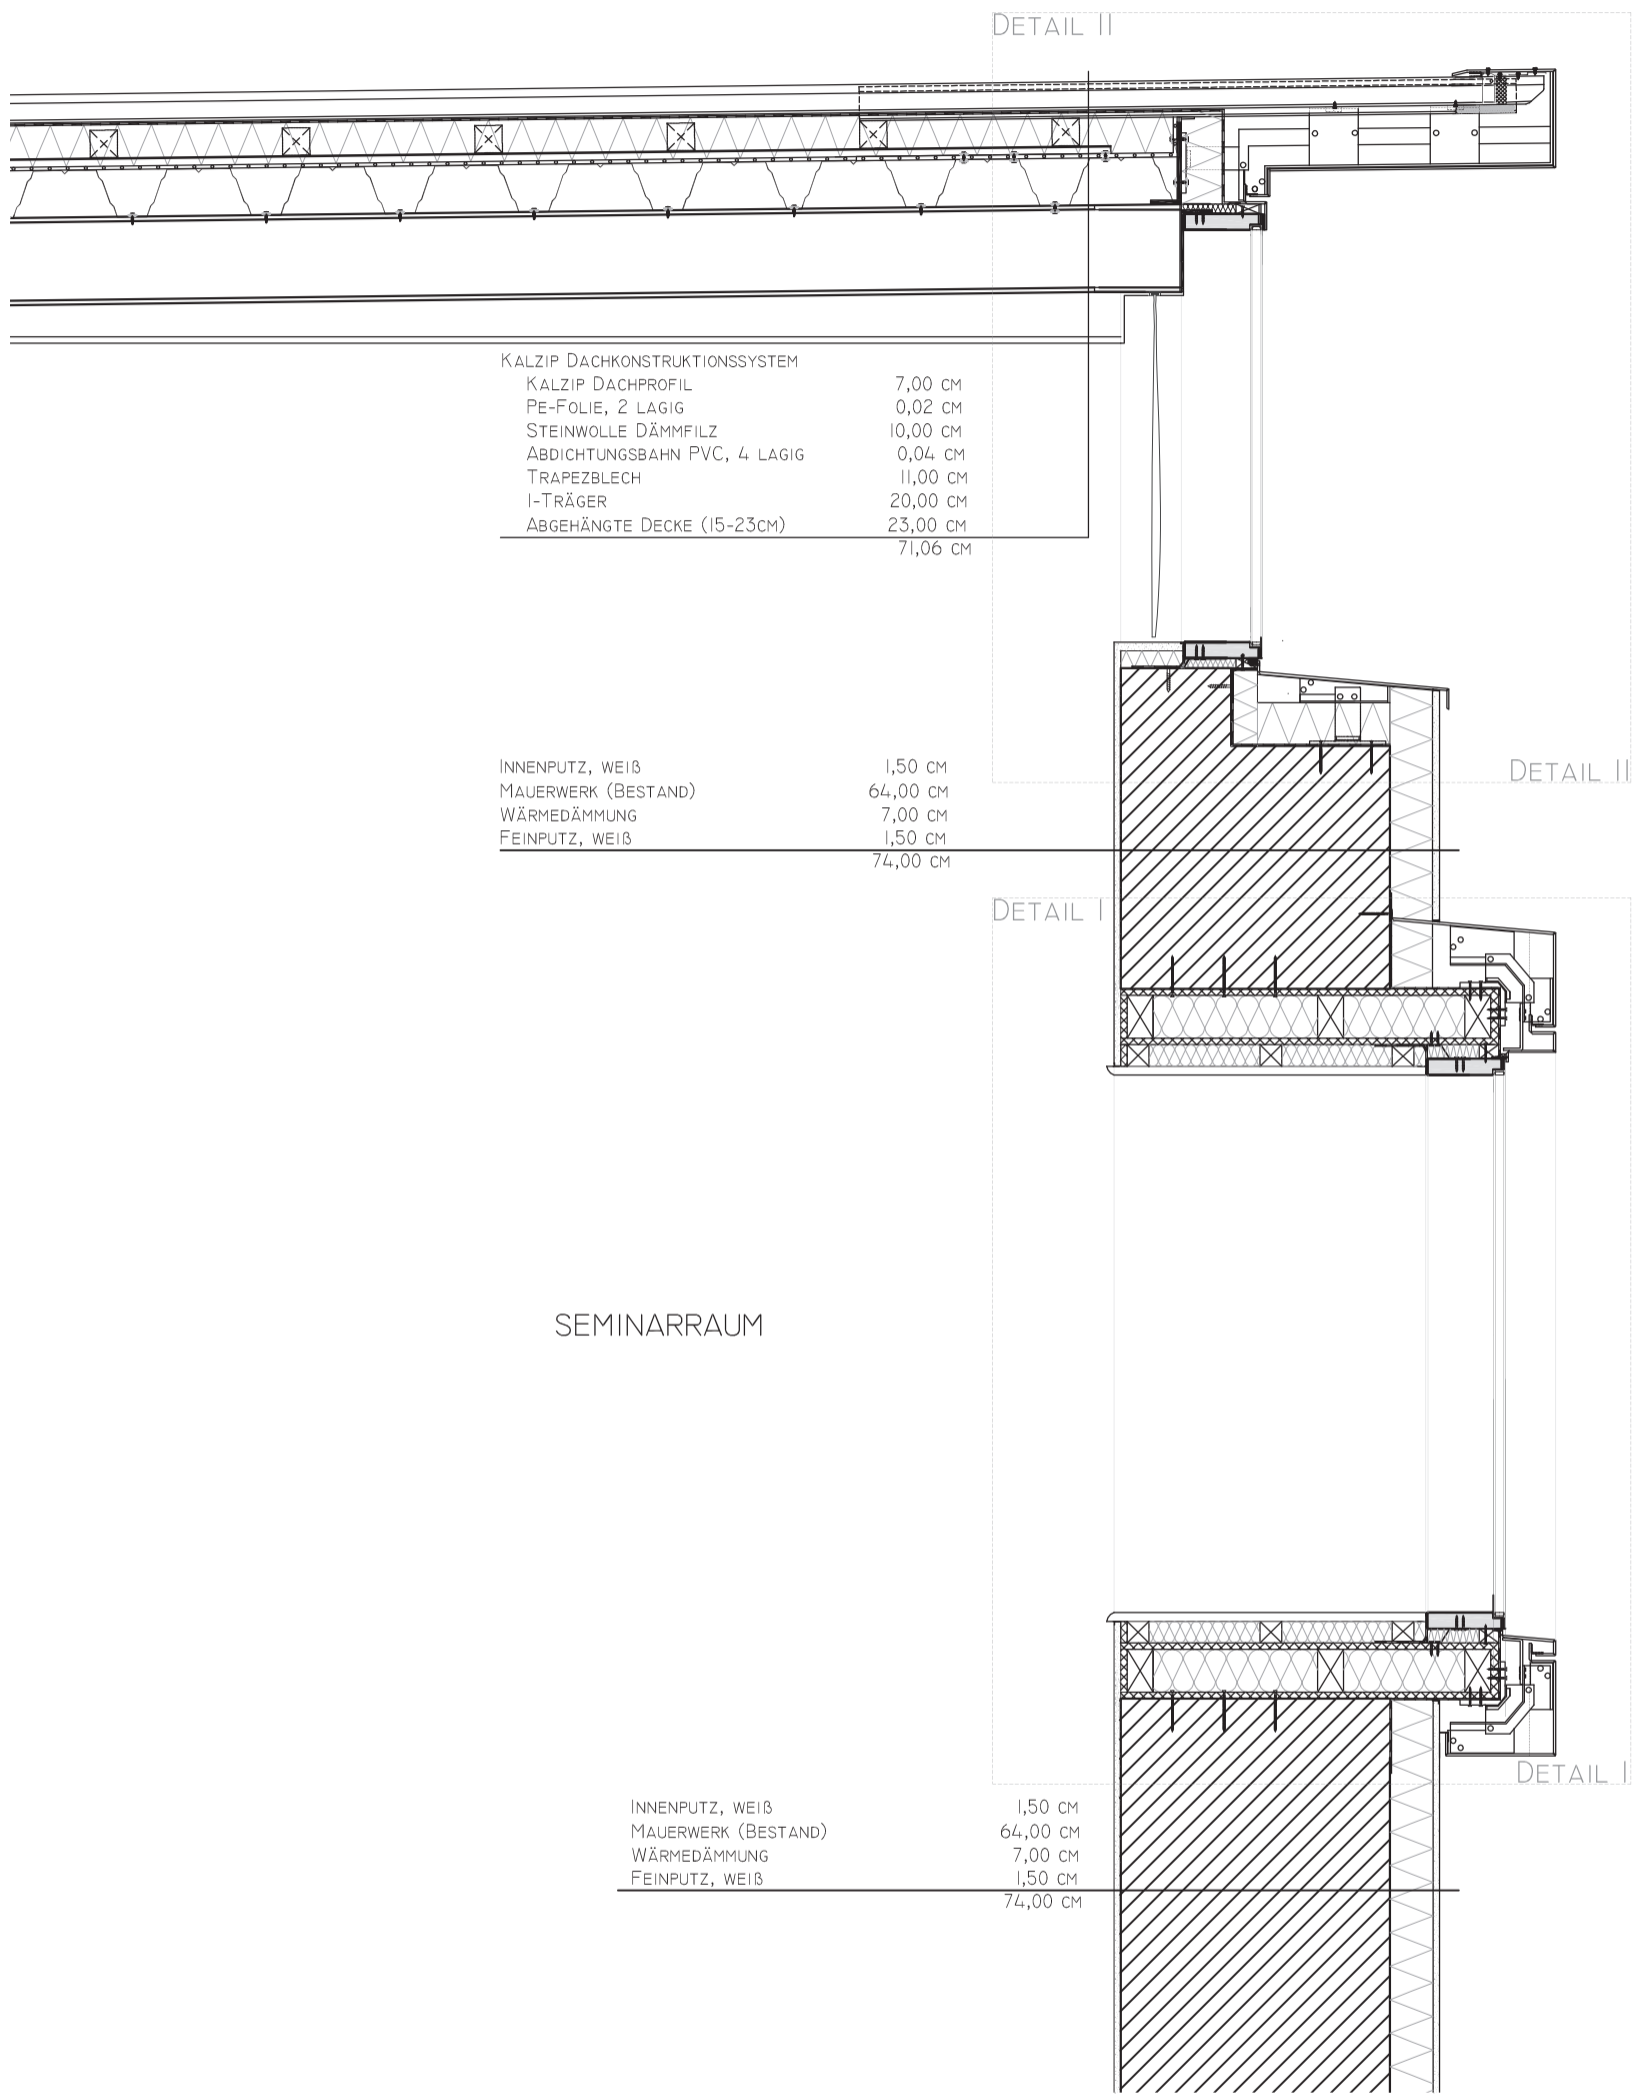 DETAIL II
KALZIP DACHKONSTRUKTIONSSYSTEM
KALZIP DACHPROFIL 7,00 CM
PE-FOLIE, 2 LAGIG 0,02 CM
STEINWOLLE DÄMMFILZ 10,00 CM
ABDICHTUNGSBAHN PVC, 4 LAGIG 0,04 CM
TRAPEZBLECH 11,00 CM
I-TRÄGER 20,00 CM
ABGEHÄNGTE DECKE (15-23CM) 23,00 CM
71,06 CM
DETAIL II
INNENPUTZ, WEIß 1,50 CM
MAUERWERK (BESTAND) 64,00 CM
WÄRMEDÄMMUNG 7,00 CM
FEINPUTZ, WEIß 1,50 CM
74,00 CM
DETAIL I
SEMINARRAUM
DETAIL I
INNENPUTZ, WEIß 1,50 CM
MAUERWERK (BESTAND) 64,00 CM
WÄRMEDÄMMUNG 7,00 CM
FEINPUTZ, WEIß 1,50 CM
74,00 CM